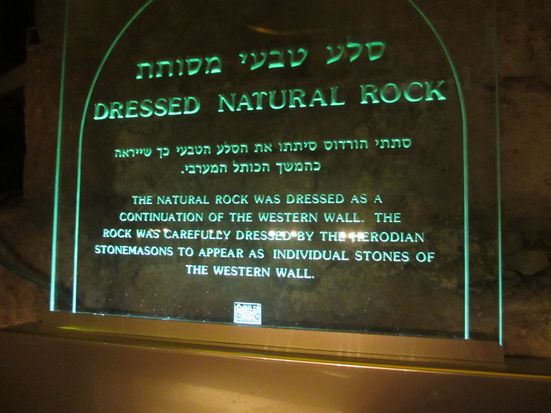 סלע טבעי מסותת
DRESSED NATURAL ROCK
סתתי הורדוס סיתתו את הסלע הטבעי כך שייראה
כהמשך הכותל המערבי.
THE NATURAL ROCK WAS DRESSED AS A
CONTINUATION OF THE WESTERN WALL. THE
ROCK WAS CAREFULLY DRESSED BY THE HERODIAN
STONEMASONS TO APPEAR AS INDIVIDUAL STONES OF
THE WESTERN WALL.